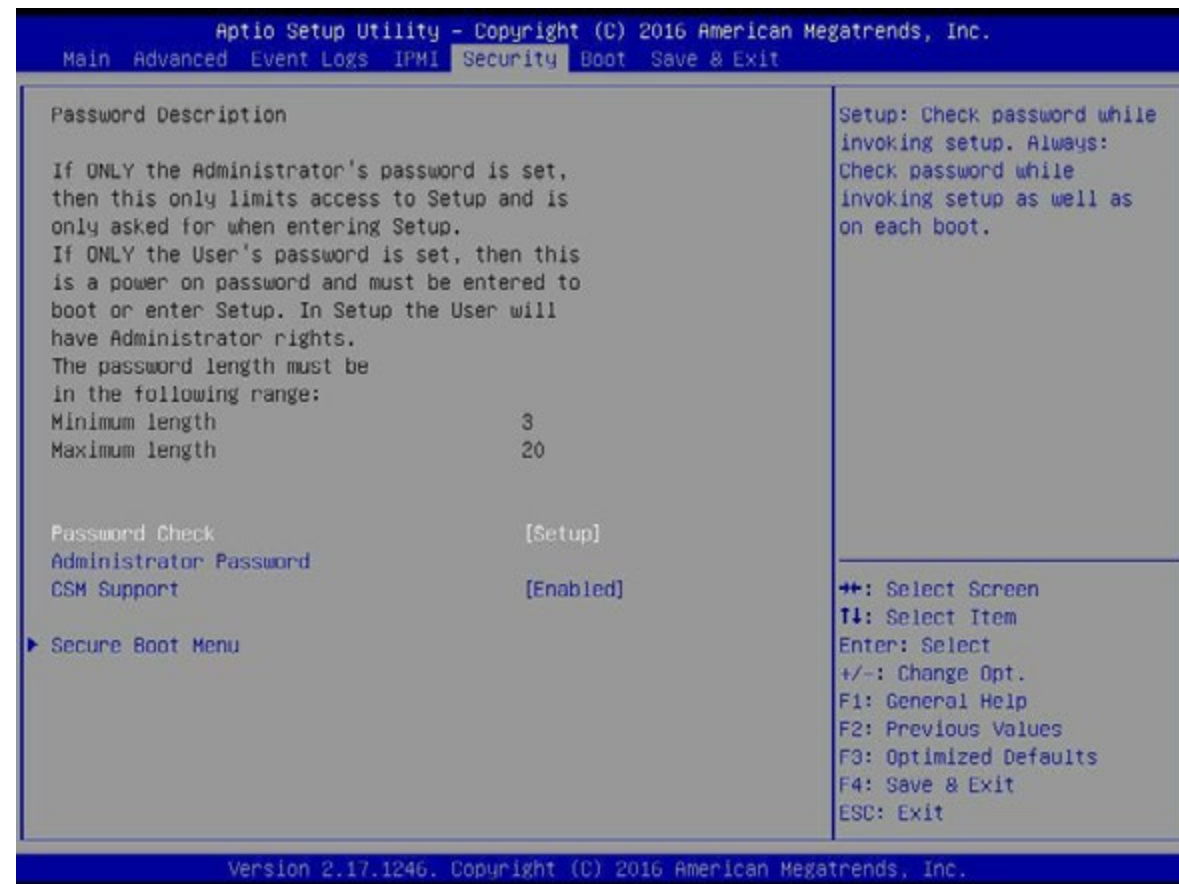 Aptio Setup Utility – Copyright (C) 2016 American Megatrends, Inc.
Main Advanced Event Logs IPMI Security Boot Save & Exit
Password Description
If ONLY the Administrator's password is set,
then this only limits access to Setup and is
only asked for when entering Setup.
If ONLY the User's password is set, then this
is a power on password and must be entered to
boot or enter Setup. In Setup the User will
have Administrator rights.
The password length must be
in the following range:
Minimum length 3
Maximum length 20
Password Check [Setup]
Administrator Password
CSM Support [Enabled]
Secure Boot Menu
Setup: Check password while
invoking setup. Always:
Check password while
invoking setup as well as
on each boot.
→←: Select Screen
↑↓: Select Item
Enter: Select
+/-: Change Opt.
F1: General Help
F2: Previous Values
F3: Optimized Defaults
F4: Save & Exit
ESC: Exit
Version 2.17.1246. Copyright (C) 2016 American Megatrends, Inc.